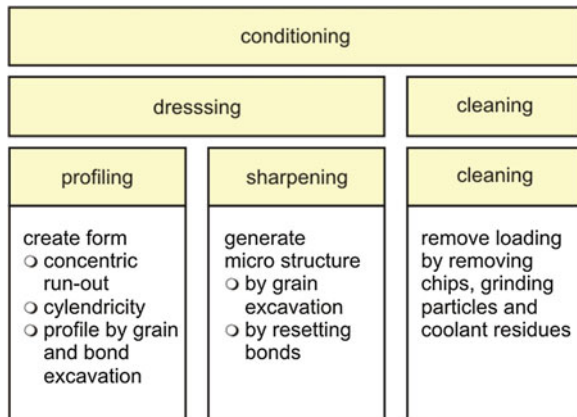 conditioning
dresssing
cleaning
profiling
sharpening
cleaning
create form
❍ concentric
run-out
❍ cylendricity
❍ profile by grain
and bond
excavation
generate
micro structure
❍ by grain
excavation
❍ by resetting
bonds
remove loading
by removing
chips, grinding
particles and
coolant residues